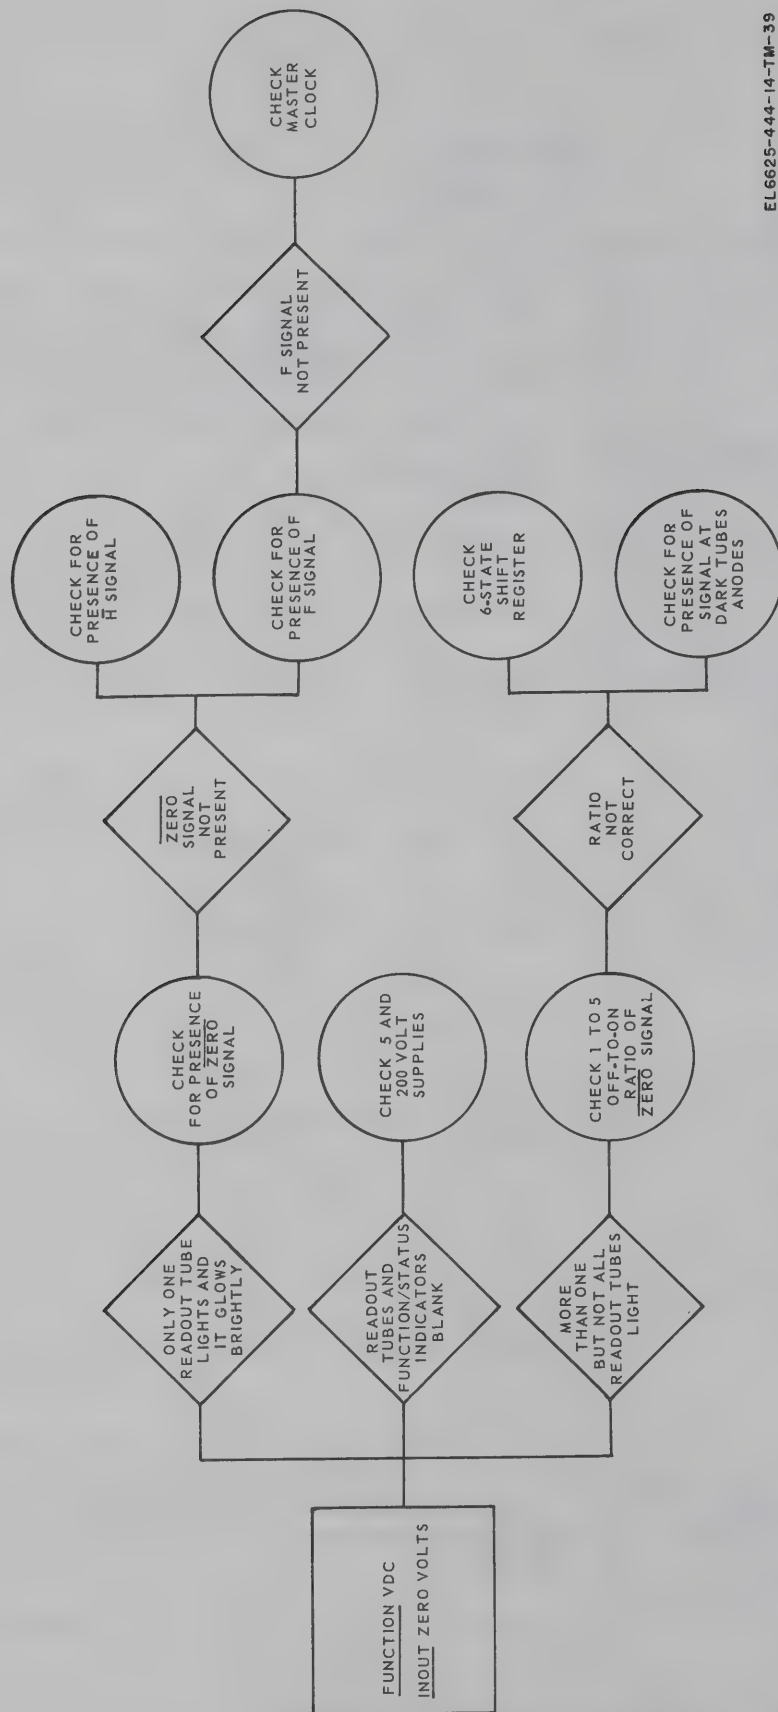 FUNCTION VDC
INOUT ZERO VOLTS
ONLY ONE
READOUT TUBE
LIGHTS AND
IT GLOWS
BRIGHTLY
CHECK
FOR PRESENCE
OF ZERO
SIGNAL
ZERO
SIGNAL
NOT
PRESENT
CHECK FOR
PRESENCE OF
H SIGNAL
CHECK FOR
PRESENCE OF
F SIGNAL
F SIGNAL
NOT PRESENT
CHECK
MASTER
CLOCK
READOUT
TUBES AND
FUNCTION/STATUS
INDICATORS
BLANK
CHECK 5 AND
200 VOLT
SUPPLIES
MORE
THAN ONE
BUT NOT ALL
READOUT TUBES
LIGHT
CHECK 1 TO 5
OFF-TO-ON
RATIO OF
ZERO SIGNAL
RATIO
NOT
CORRECT
CHECK
6-STATE
SHIFT
REGISTER
CHECK FOR
PRESENCE OF
SIGNAL AT
DARK TUBES
ANODES
EL6625-444-14-TM-39